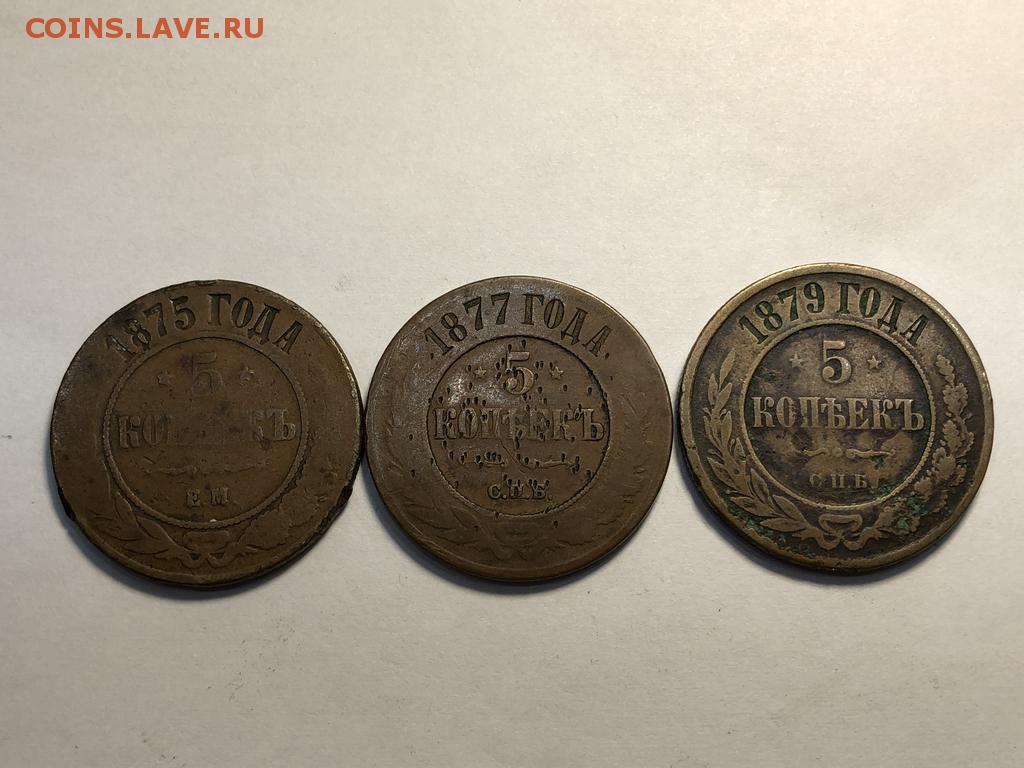 COINS.LAVE.RU
1875 ГОДА
5
КОПѢЕКЪ
Е М
1877 ГОДА
5
КОПѢЕКЪ
С.П.Б.
1879 ГОДА
5
КОПѢЕКЪ
С.П.Б.